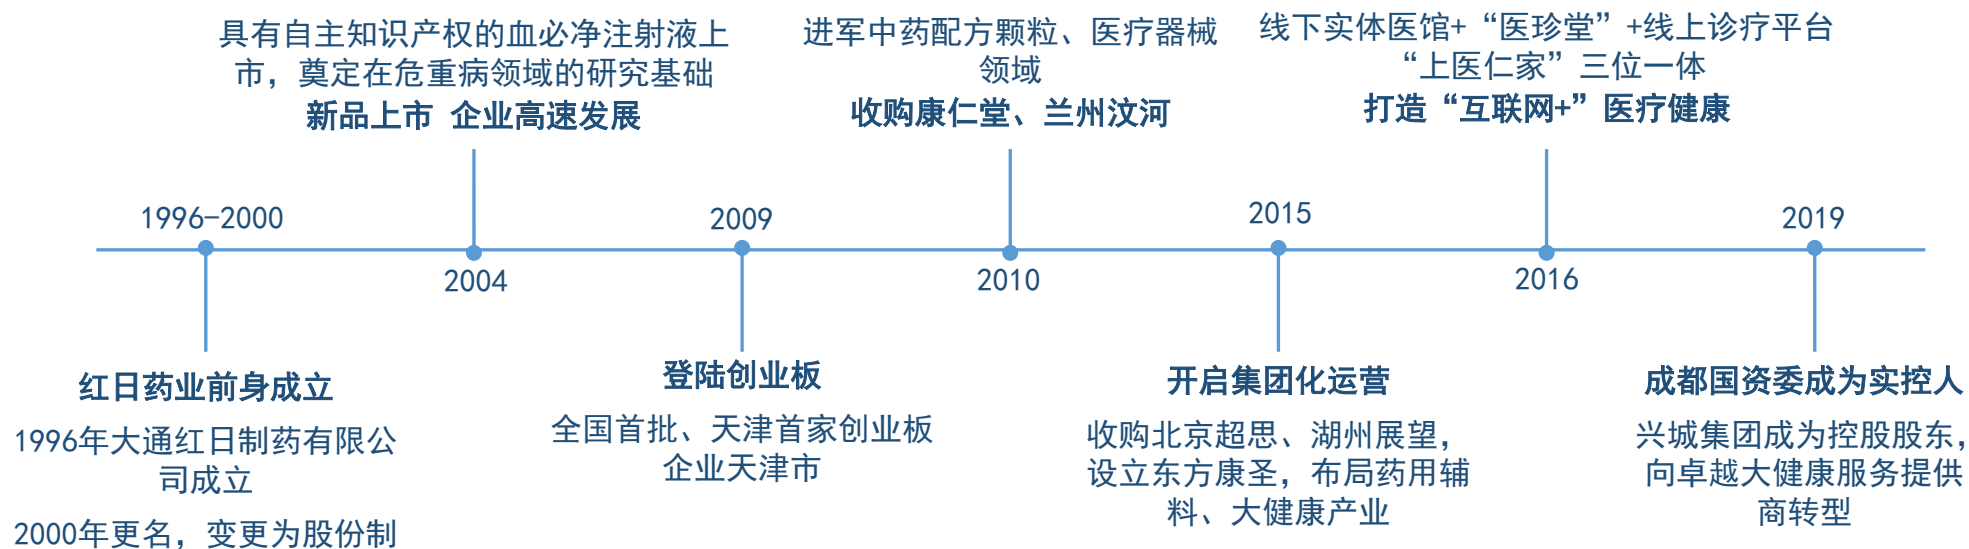 具有自主知识产权的血必净注射液上
市，奠定在危重病领域的研究基础
新品上市 企业高速发展
进军中药配方颗粒、医疗器械
领域
收购康仁堂、兰州汶河
线下实体医馆+“医珍堂”+线上诊疗平台
“上医仁家”三位一体
打造“互联网+”医疗健康
1996-2000
2004
2009
2010
2015
2016
2019
红日药业前身成立
1996年大通红日制药有限公
司成立
2000年更名，变更为股份制
登陆创业板
全国首批、天津首家创业板
企业天津市
开启集团化运营
收购北京超思、湖州展望，
设立东方康圣，布局药用辅
料、大健康产业
成都国资委成为实控人
兴城集团成为控股股东，
向卓越大健康服务提供
商转型